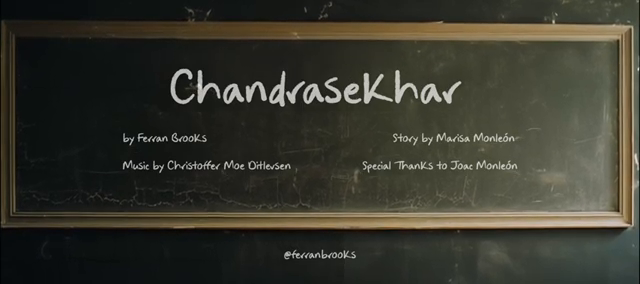 Chandrasekhar
by Ferran Brooks
Story by Marisa Monleón
Music by Christoffer Moe Ditlevsen
Special Thanks to Joac Monleón
@ferranbrooks